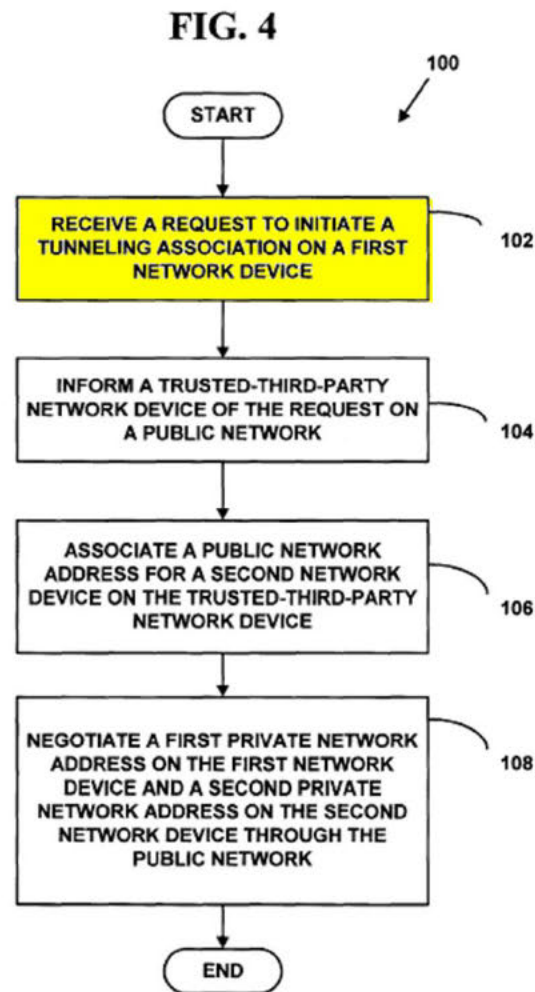 FIG. 4
100
START
RECEIVE A REQUEST TO INITIATE A
TUNNELING ASSOCIATION ON A FIRST
NETWORK DEVICE
102
INFORM A TRUSTED-THIRD-PARTY
NETWORK DEVICE OF THE REQUEST ON
A PUBLIC NETWORK
104
ASSOCIATE A PUBLIC NETWORK
ADDRESS FOR A SECOND NETWORK
DEVICE ON THE TRUSTED-THIRD-PARTY
NETWORK DEVICE
106
NEGOTIATE A FIRST PRIVATE NETWORK
ADDRESS ON THE FIRST NETWORK
DEVICE AND A SECOND PRIVATE
NETWORK ADDRESS ON THE SECOND
NETWORK DEVICE THROUGH THE
PUBLIC NETWORK
108
END